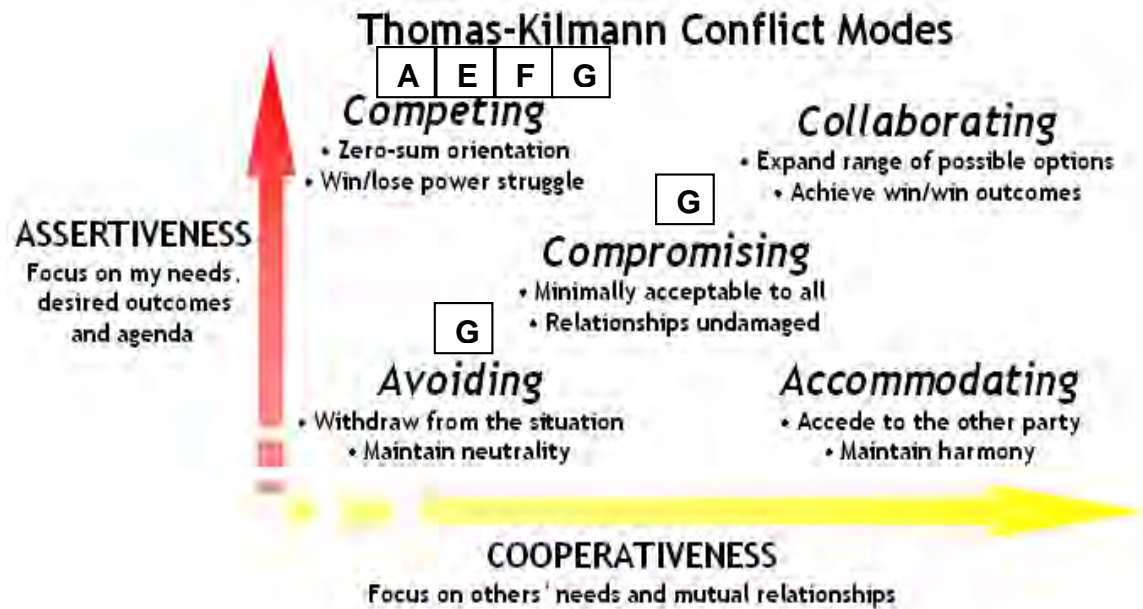 Thomas-Kilmann Conflict Modes
A E F G
Competing
• Zero-sum orientation
• Win/lose power struggle
Collaborating
• Expand range of possible options
• Achieve win/win outcomes
G
Compromising
• Minimally acceptable to all
• Relationships undamaged
ASSERTIVENESS
Focus on my needs,
desired outcomes
and agenda
G
Avoiding
• Withdraw from the situation
• Maintain neutrality
Accommodating
• Accede to the other party
• Maintain harmony
COOPERATIVENESS
Focus on others' needs and mutual relationships